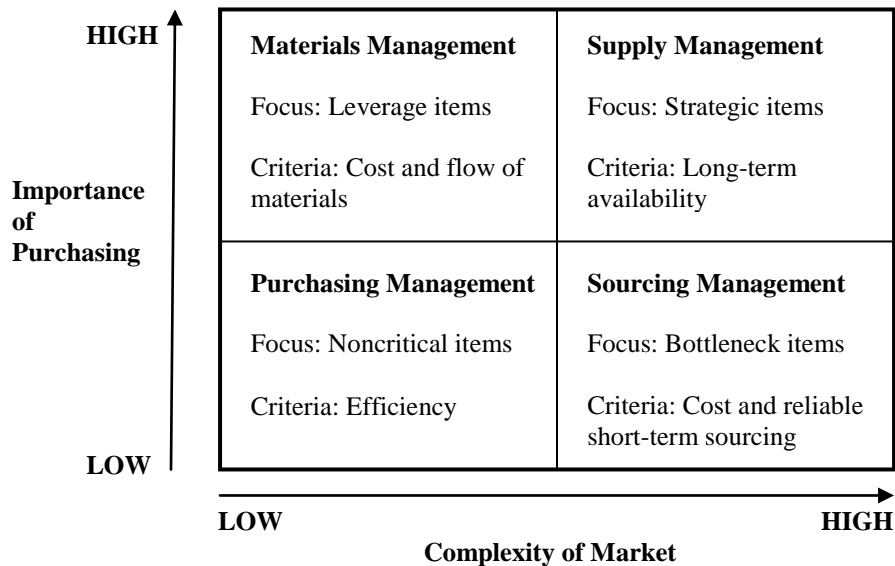 HIGH
Importance
of
Purchasing
LOW
Materials Management
Focus: Leverage items
Criteria: Cost and flow of
materials
Supply Management
Focus: Strategic items
Criteria: Long-term
availability
Purchasing Management
Focus: Noncritical items
Criteria: Efficiency
Sourcing Management
Focus: Bottleneck items
Criteria: Cost and reliable
short-term sourcing
LOW
HIGH
Complexity of Market